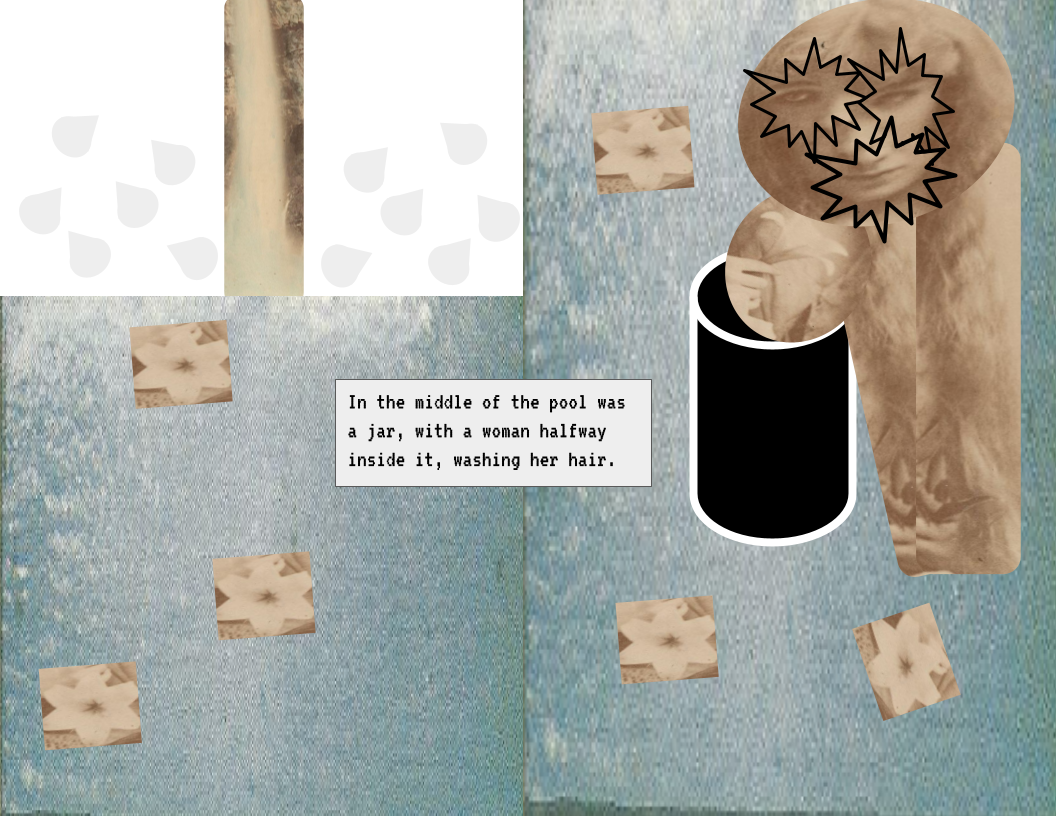 In the middle of the pool was
a jar, with a woman halfway
inside it, washing her hair.